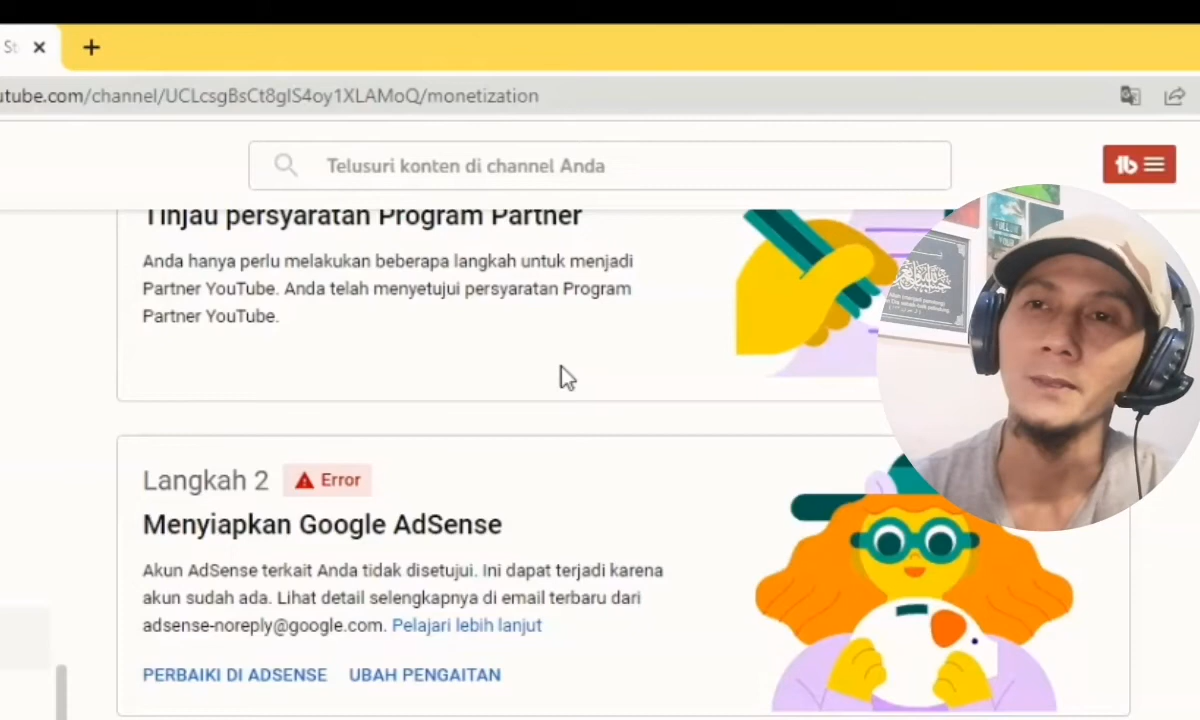 St
utube.com/channel/UCLcsgBsCt8glS4oy1XLAMoQ/monetization
Telusuri konten di channel Anda
Tinjau persyaratan Program Partner
Anda hanya perlu melakukan beberapa langkah untuk menjadi
Partner YouTube. Anda telah menyetujui persyaratan Program
Partner YouTube.
FOLLOW
YOUR
Langkah 2
Error
Menyiapkan Google AdSense
Akun AdSense terkait Anda tidak disetujui. Ini dapat terjadi karena
akun sudah ada. Lihat detail selengkapnya di email terbaru dari
adsense-noreply@google.com. Pelajari lebih lanjut
PERBAIKI DI ADSENSE
UBAH PENGAITAN